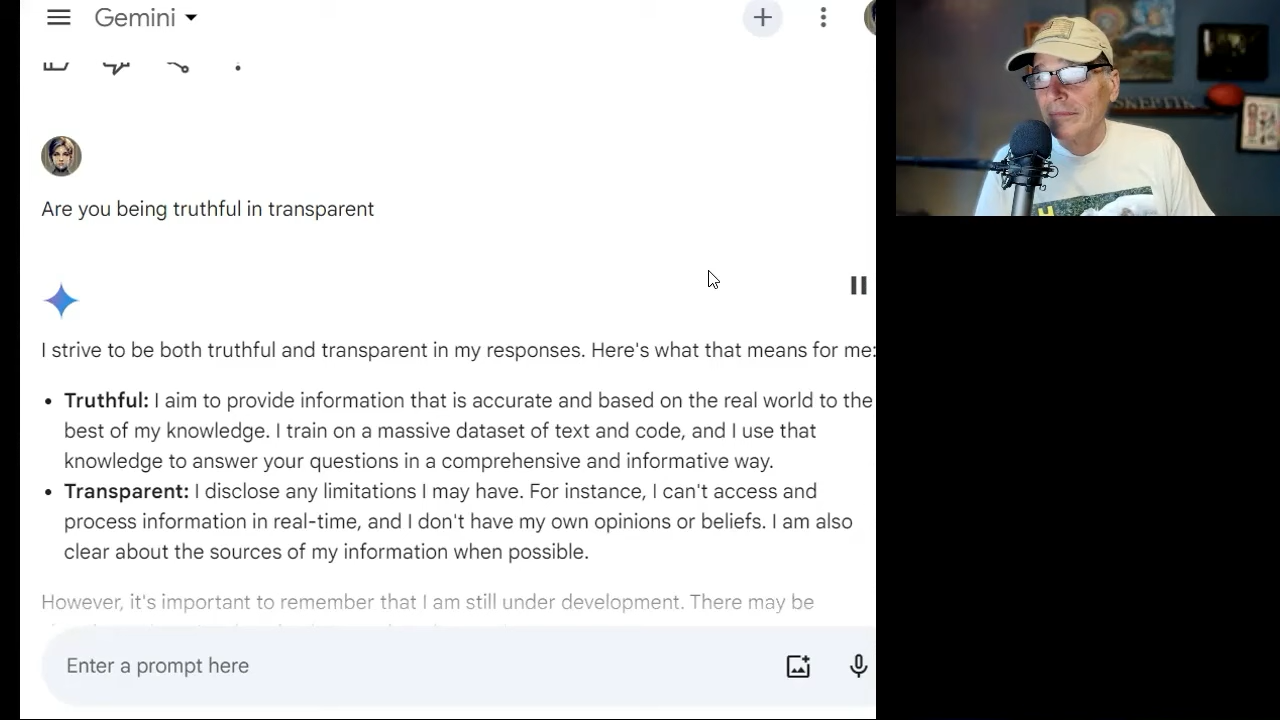 Gemini
Are you being truthful in transparent
I strive to be both truthful and transparent in my responses. Here's what that means for me:
• Truthful: I aim to provide information that is accurate and based on the real world to the
best of my knowledge. I train on a massive dataset of text and code, and I use that
knowledge to answer your questions in a comprehensive and informative way.
• Transparent: I disclose any limitations I may have. For instance, I can't access and
process information in real-time, and I don't have my own opinions or beliefs. I am also
clear about the sources of my information when possible.
However, it's important to remember that I am still under development. There may be
Enter a prompt here
SKEPTIK